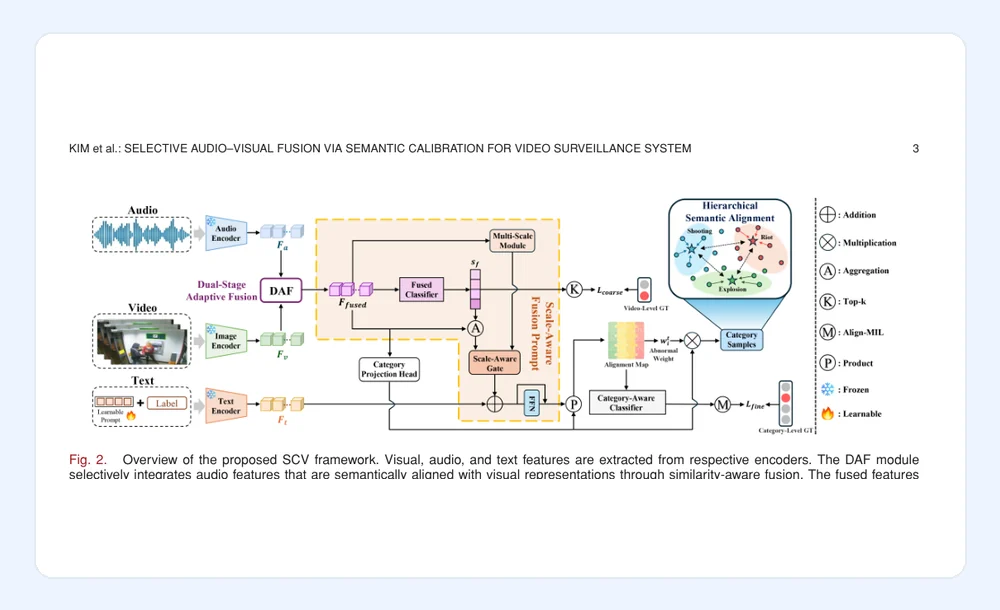 KIM et al.: SELECTIVE AUDIO–VISUAL FUSION VIA SEMANTIC CALIBRATION FOR VIDEO SURVEILLANCE SYSTEM 3
Audio
Audio Encoder
F_a
Dual-Stage Adaptive Fusion
DAF
Video
Image Encoder
F_v
Text
Learnable Prompt
+
Label
Text Encoder
F_t
F_fused
Fused Classifier
s_f
Multi-Scale Module
A
Scale-Aware Gate
Scale-Aware Fusion Prompt
FFN
Category Projection Head
K
L_coarse
Video-Level GT
P
Alignment Map
Abnormal Weight
Category-Aware Classifier
M
L_fine
Category-Level GT
Category Samples
Hierarchical Semantic Alignment
Shooting
Riot
Explosion
: Addition
: Multiplication
A : Aggregation
K : Top-k
M : Align-MIL
P : Product
: Frozen
: Learnable
Fig. 2. Overview of the proposed SCV framework. Visual, audio, and text features are extracted from respective encoders. The DAF module
selectively integrates audio features that are semantically aligned with visual representations through similarity-aware fusion. The fused features